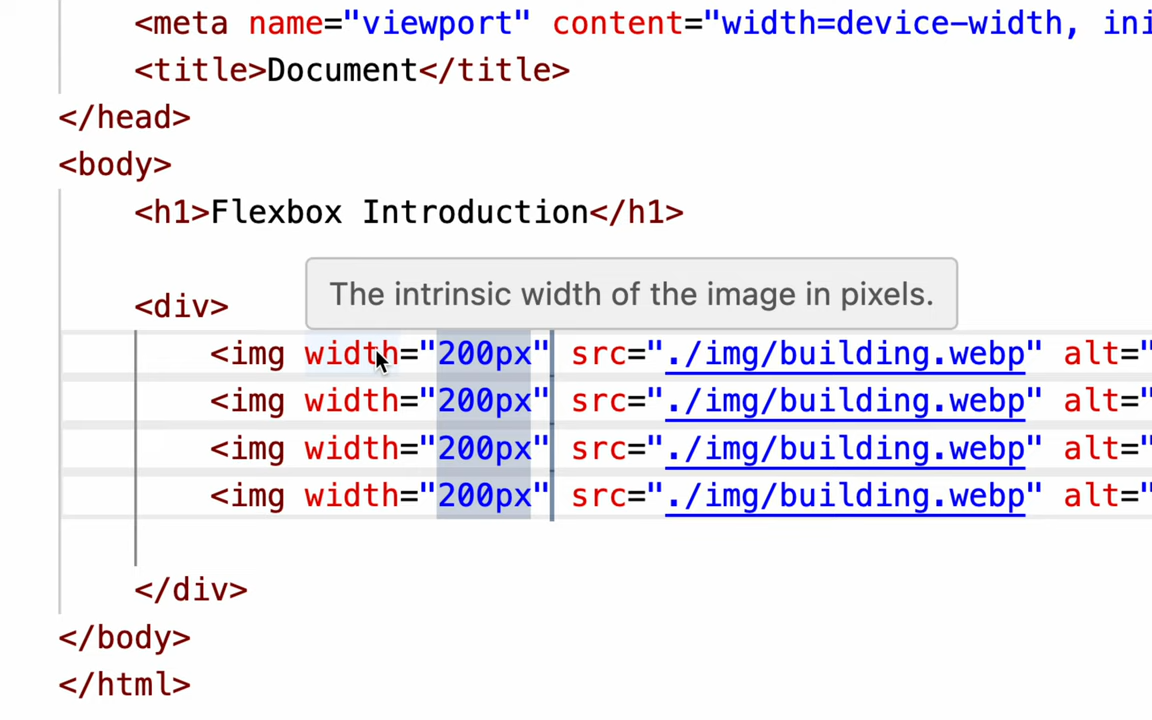 <meta name="viewport" content="width=device-width, ini
<title>Document</title>
</head>
<body>
<h1>Flexbox Introduction</h1>
The intrinsic width of the image in pixels.
<div>
<img width="200px" src="./img/building.webp" alt="
<img width="200px" src="./img/building.webp" alt="
<img width="200px" src="./img/building.webp" alt="
<img width="200px" src="./img/building.webp" alt="
</div>
</body>
</html>